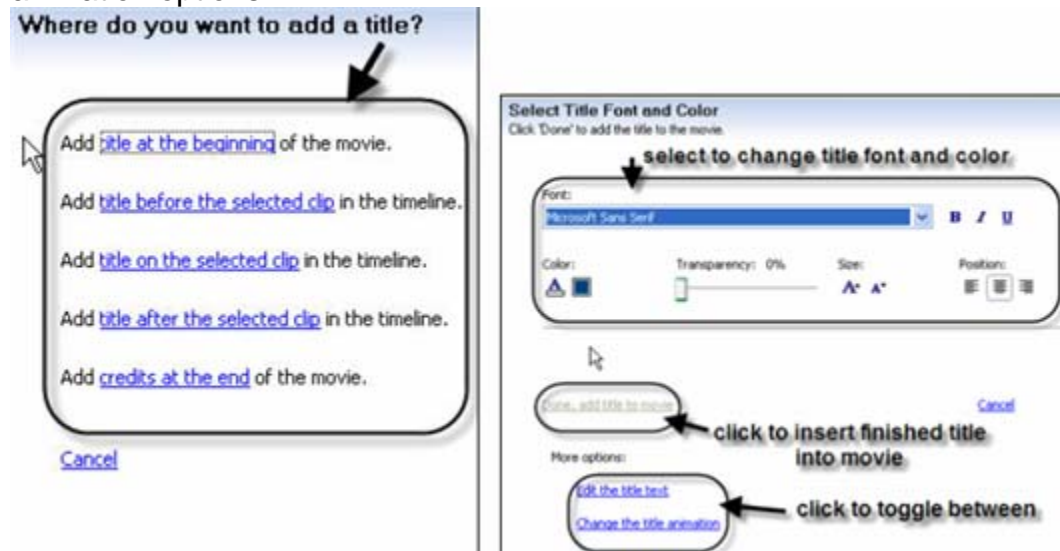 Where do you want to add a title?
Add title at the beginning of the movie.
Add title before the selected clip in the timeline.
Add title on the selected clip in the timeline.
Add title after the selected clip in the timeline.
Add credits at the end of the movie.
Cancel
Select Title Font and Color
Click 'Done' to add the title to the movie.
select to change title font and color
Font:
Microsoft Sans Serif
B I U
Color: Transparency: 0% Size: Position:
Done, add title to movie
Cancel
click to insert finished title
into movie
More options:
Edit the title text
Change the title animation
click to toggle between